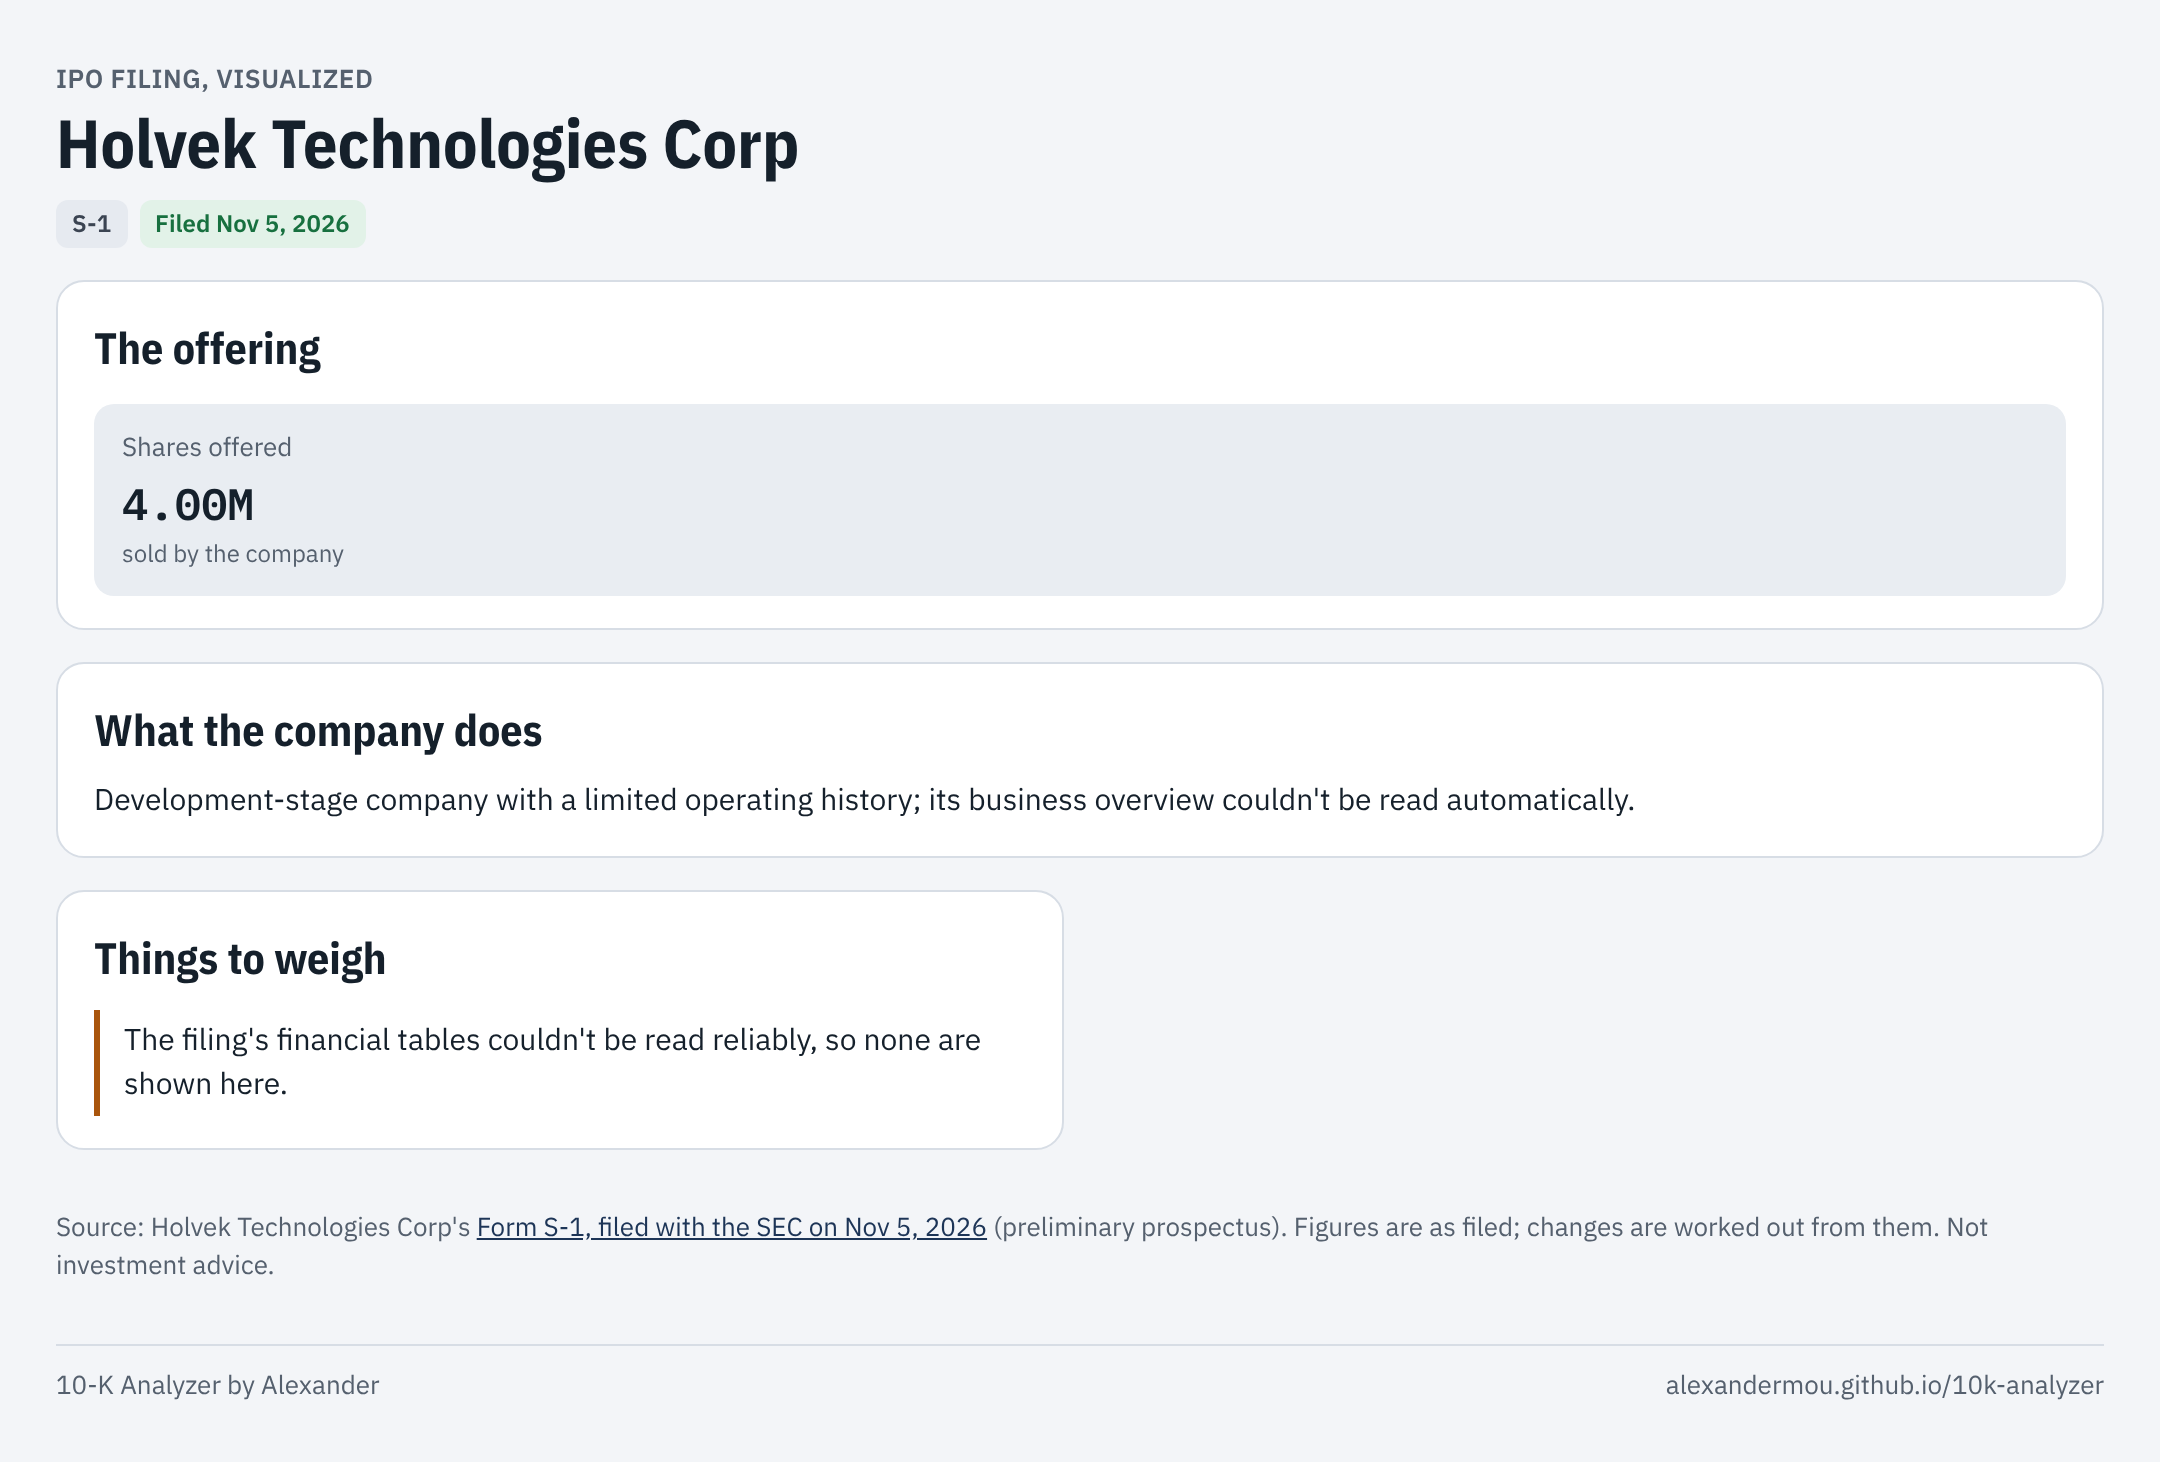 IPO FILING, VISUALIZED
Holvek Technologies Corp
S-1 Filed Nov 5, 2026
The offering
Shares offered
4.00M
sold by the company
What the company does
Development-stage company with a limited operating history; its business overview couldn't be read automatically.
Things to weigh
The filing's financial tables couldn't be read reliably, so none are
shown here.
Source: Holvek Technologies Corp's Form S-1, filed with the SEC on Nov 5, 2026 (preliminary prospectus). Figures are as filed; changes are worked out from them. Not
investment advice.
10-K Analyzer by Alexander alexandermou.github.io/10k-analyzer